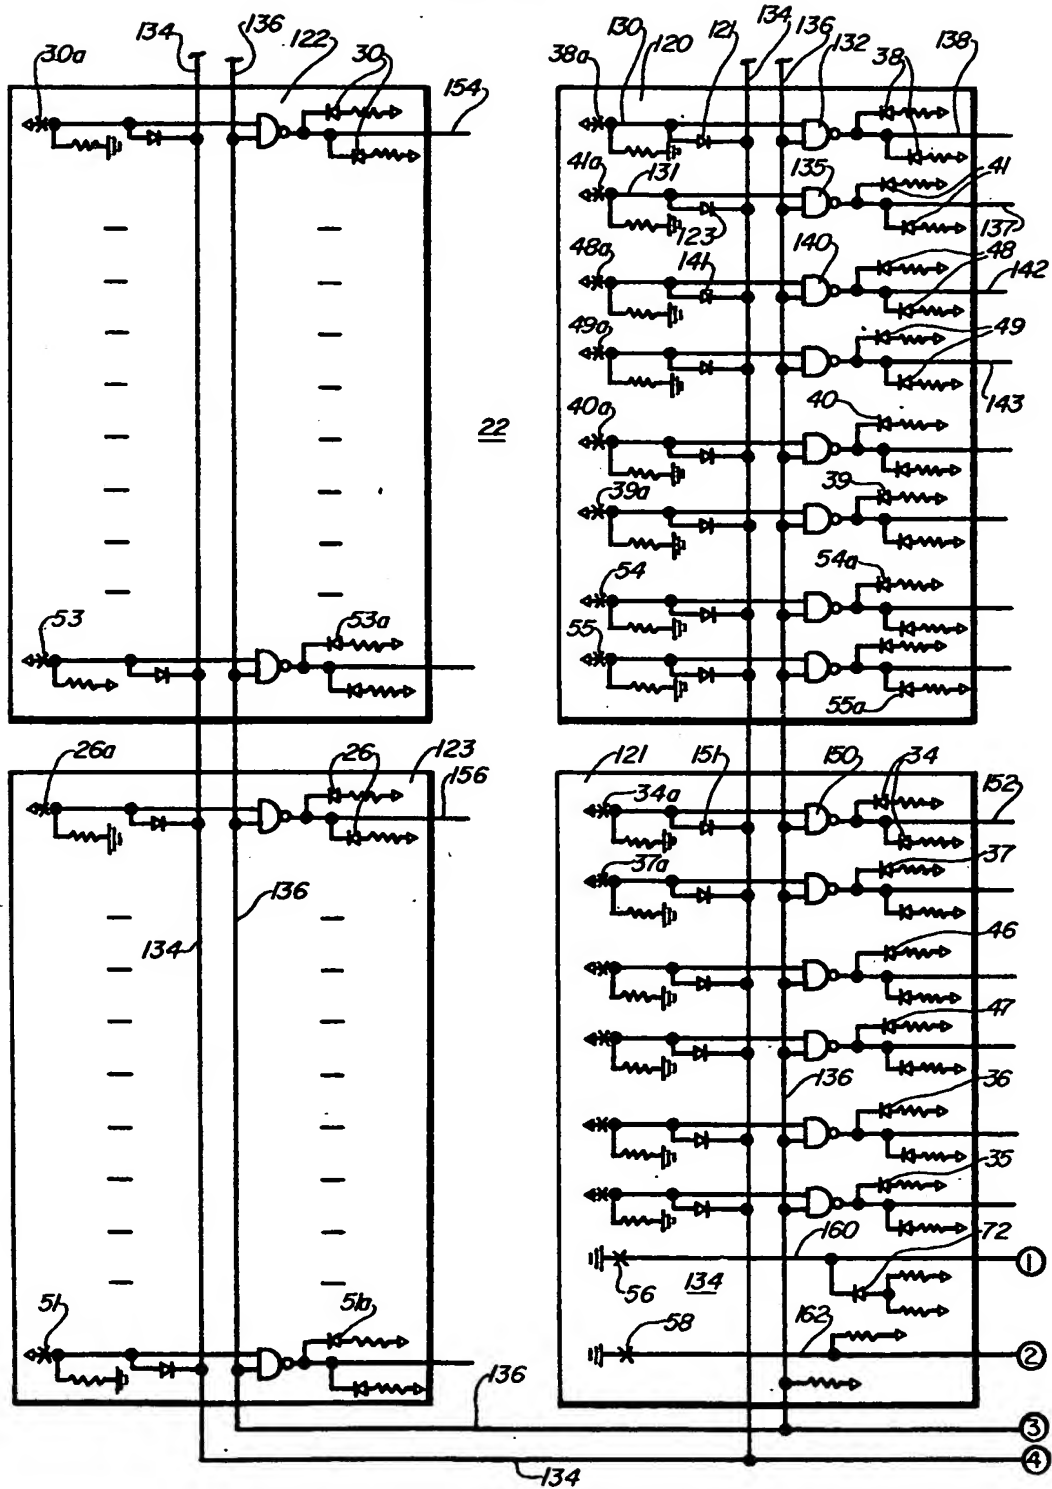 134 136 122 30 154
30a
22
53 53a
26a 26 123 156
136
134
51 51a
136
134
38a 130 120 121 134 136 132 38 138
41a 131 123 135 41 137
48a 141 140 48 142
49a 49 143
40a 40
39a 39
54 54a
55 55a
121 34a 151 150 34 152
37a 37
46
47
136 36
35
160 72 1
56 134
58 162 2
3
4